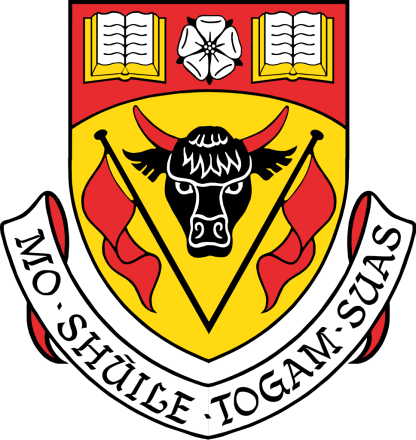 MO · SHÙILE · TOGAM · SUAS